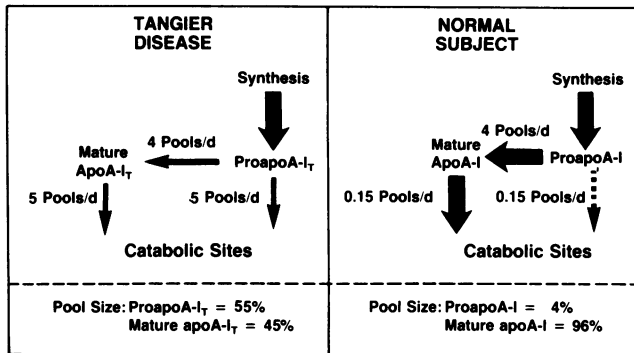 TANGIER
DISEASE
Synthesis
4 Pools/d
Mature
ApoA-I_T
ProapoA-I_T
5 Pools/d
5 Pools/d
Catabolic Sites
Pool Size: ProapoA-I_T = 55%
Mature apoA-I_T = 45%
NORMAL
SUBJECT
Synthesis
4 Pools/d
Mature
ApoA-I
ProapoA-I
0.15 Pools/d
0.15 Pools/d
Catabolic Sites
Pool Size: ProapoA-I = 4%
Mature apoA-I = 96%